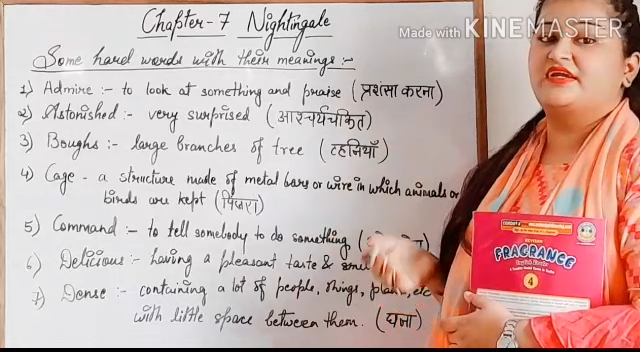 Chapter-7 Nightingale
Made with KINEMASTER
Some hard words with their meanings :-
1) Admire :- to look at something and praise (प्रशंसा करना)
2) Astonished :- very surprised (आश्चर्यचकित)
3) Boughs :- large branches of tree (टहनियाँ)
4) Cage - a structure made of metal bars or wire in which animals or
birds are kept (पिंजरा)
5) Command :- to tell somebody to do something (
6) Delicious :- having a pleasant taste &
7) Dense :- containing a lot of people, things, plants, etc
with little space between them. (घना)
FRAGRANCE
English Reader
4